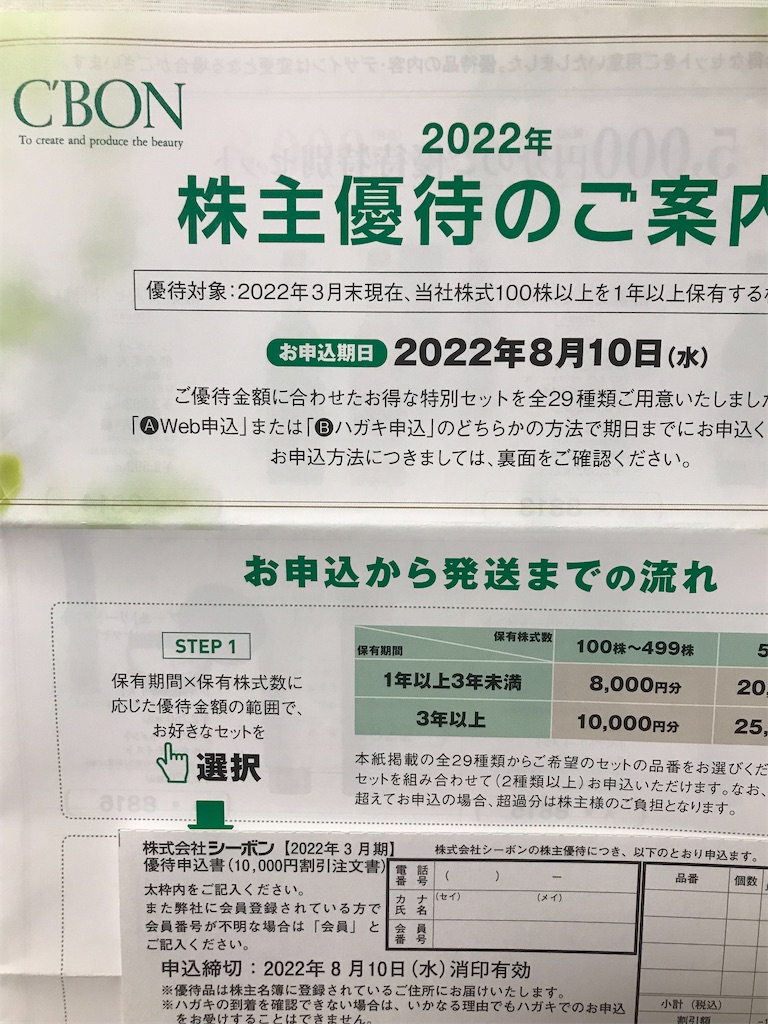 C'BON
To create and produce the beauty
2022年
株主優待のご案内
優待対象:2022年3月末現在、当社株式100株以上を1年以上保有する
お申込期日 2022年8月10日(水)
ご優待金額に合わせたお得な特別セットを全29種類ご用意いたしまし
「AWeb申込」または「Bハガキ申込」のどちらかの方法で期日までにお申込く
お申込方法につきましては、裏面をご確認ください。
お申込から発送までの流れ
STEP 1
保有期間×保有株式数に
応じた優待金額の範囲で、
お好きなセットを
選択
保有株式数
保有期間
100株〜499株
5
1年以上3年未満 8,000円分 20,
3年以上 10,000円分 25,
本紙掲載の全29種類からご希望のセットの品番をお選びくだ
セットを組み合わせて(2種類以上)お申込いただけます。なお、
超えてお申込の場合、超過分は株主様のご負担となります。
株式会社シーボン【2022年3月期】
優待申込書(10,000円割引注文書)
太枠内をご記入ください。
また弊社に会員登録されている方で
会員番号が不明な場合は「会員」と
ご記入ください。
株式会社シーボンの株主優待につき、以下のとおり申込ます。
電話番号 ( ) ―
カナ氏名 (セイ) (メイ)
会員番号
品番 個数
小計(税込)
割引額
申込締切:2022年8月10日(水)消印有効
※優待品は株主名簿に登録されているご住所にお届けいたします。
※ハガキの到着を確認できない場合は、いかなる理由でもハガキでのお申込
をお受けすることはできません。